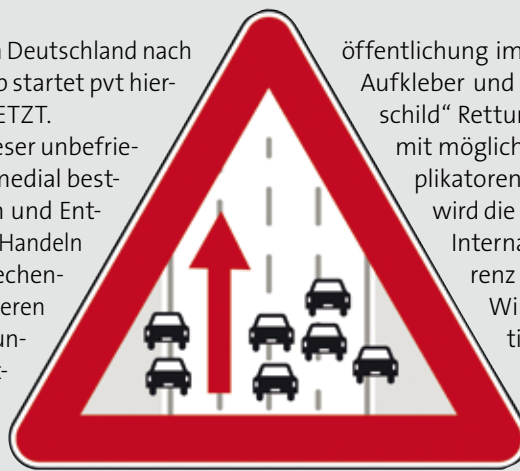 Deutschland nach
startet pvt hier-
ETZT.
eser unbefrie-
medial best-
n und Ent-
Handeln
echen-
eren
un-
öffentlichung im
Aufkleber und
schild“ Rettun
mit möglich
plikatoren
wird die
Interna
renz
Wi
ti